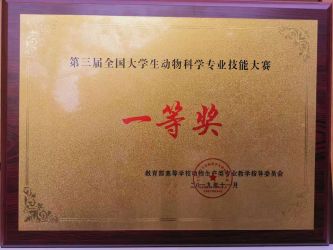 第三届全国大学生动物科学专业技能大赛
一等奖
教育部高等学校动物生产类专业教学指导委员会
二〇一九年十一月